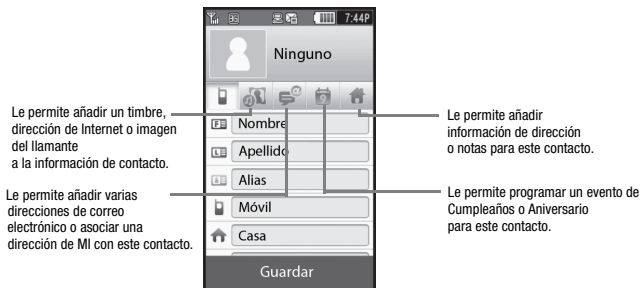 7:44P
Ninguno
Nombre
Apellido
Alias
Móvil
Casa
Guardar
Le permite añadir un timbre,
dirección de Internet o imagen
del llamante
a la información de contacto.
Le permite añadir varias
direcciones de correo
electrónico o asociar una
dirección de MI con este contacto.
Le permite añadir
información de dirección
o notas para este contacto.
Le permite programar un evento de
Cumpleaños o Aniversario
para este contacto.